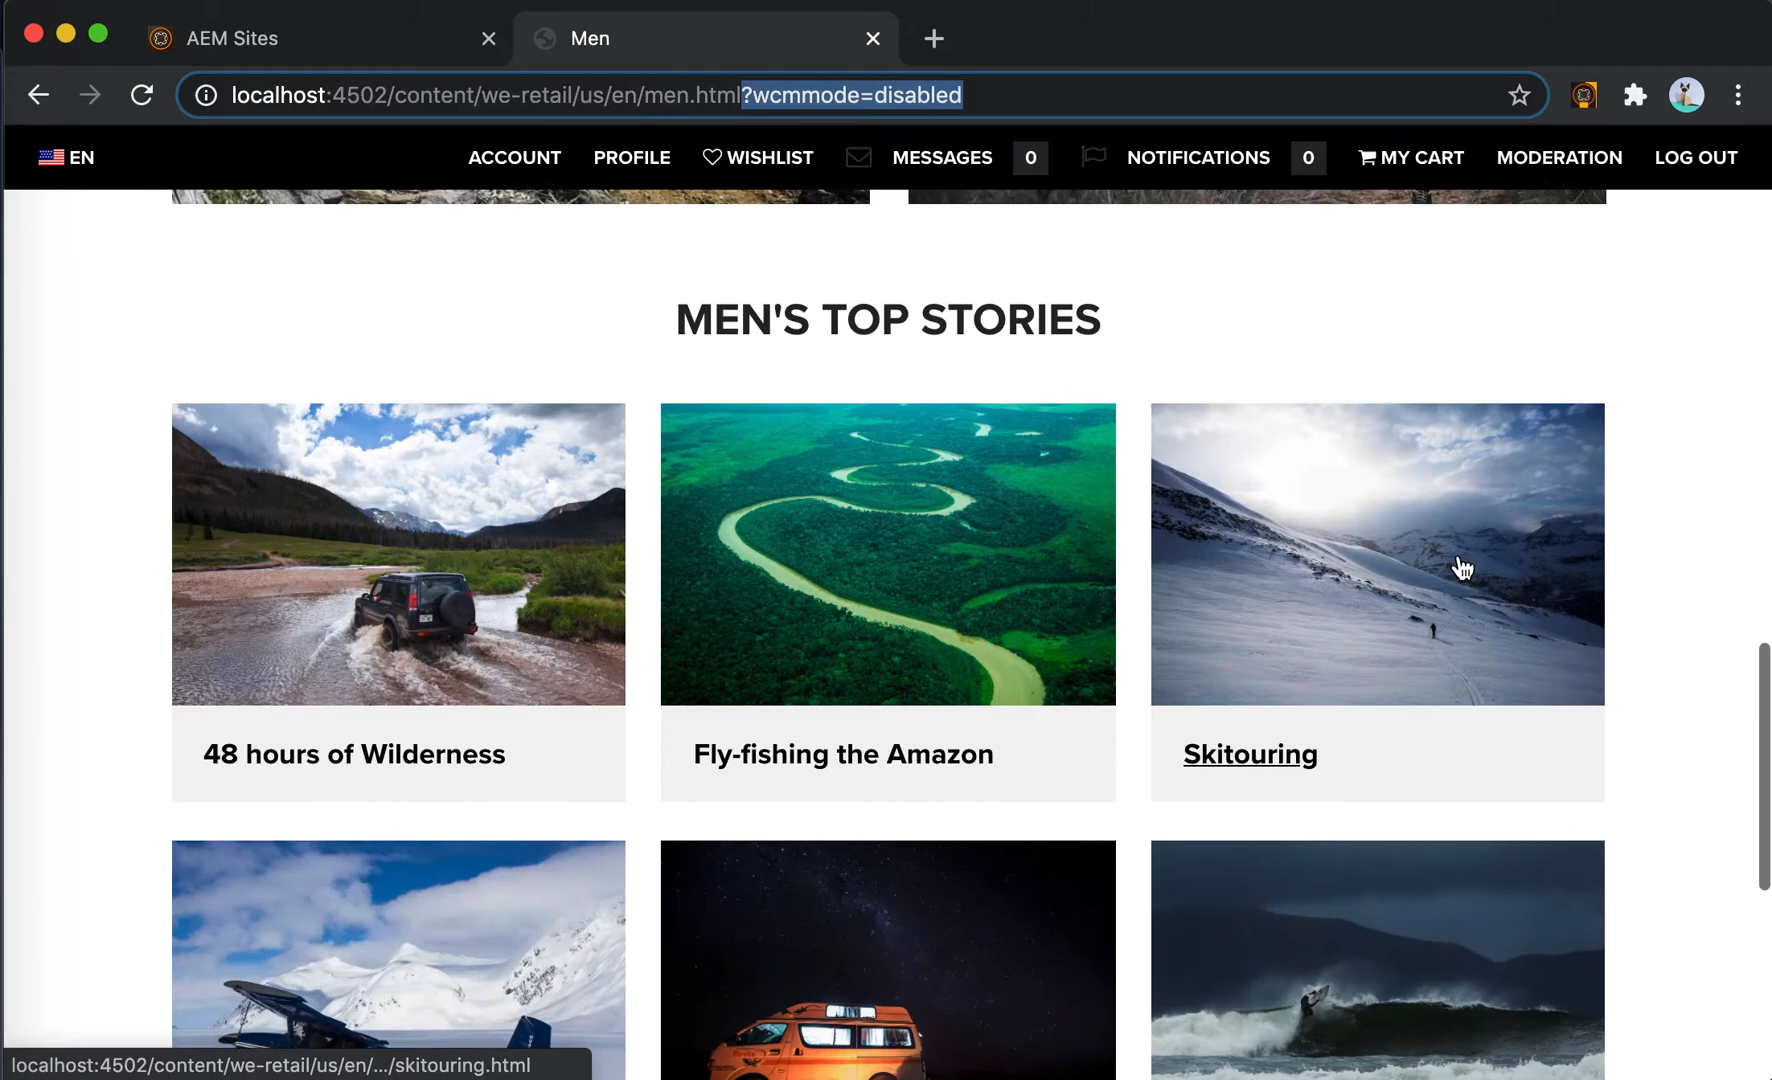 AEM Sites
Men
localhost:4502/content/we-retail/us/en/men.html?wcmmode=disabled
EN ACCOUNT PROFILE WISHLIST MESSAGES 0 NOTIFICATIONS 0 MY CART MODERATION LOG OUT
MEN'S TOP STORIES
48 hours of Wilderness
Fly-fishing the Amazon
Skitouring
localhost:4502/content/we-retail/us/en/.../skitouring.html